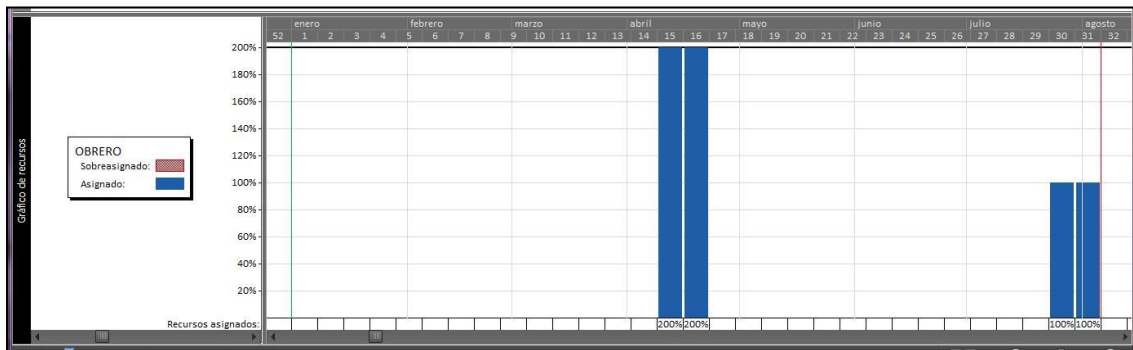 enero febrero marzo abril mayo junio julio agosto
52 1 2 3 4 5 6 7 8 9 10 11 12 13 14 15 16 17 18 19 20 21 22 23 24 25 26 27 28 29 30 31 32
200%
180%
160%
140%
120%
100%
80%
60%
40%
20%
Gráfico de recursos
OBRERO
Sobreasignado:
Asignado:
Recursos asignados: 200% 200% 100% 100%